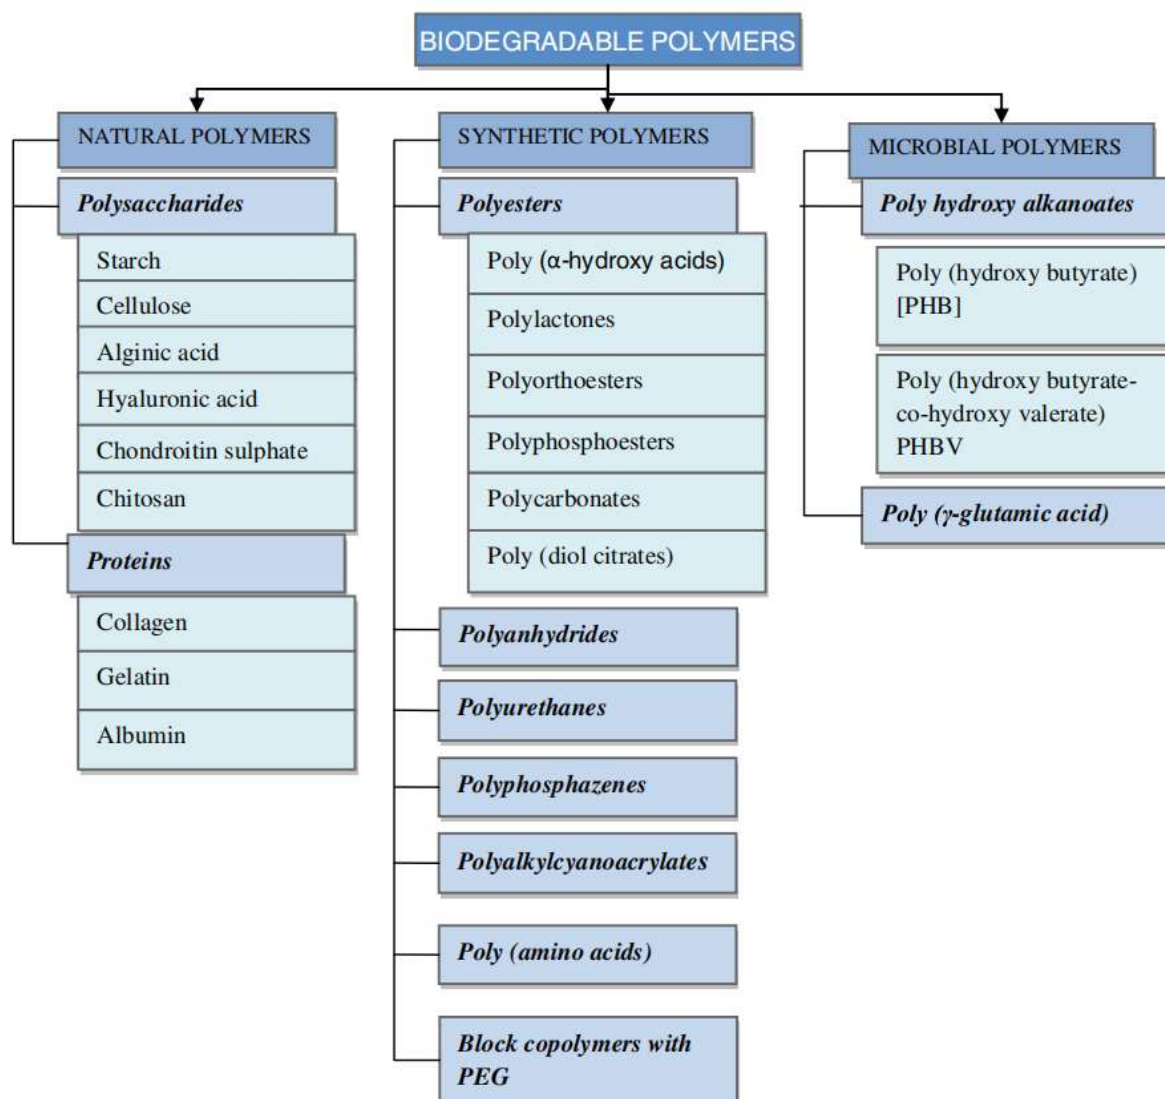 BIODEGRADABLE POLYMERS
NATURAL POLYMERS
Polysaccharides
Starch
Cellulose
Alginic acid
Hyaluronic acid
Chondroitin sulphate
Chitosan
Proteins
Collagen
Gelatin
Albumin
SYNTHETIC POLYMERS
Polyesters
Poly (α-hydroxy acids)
Polylactones
Polyorthoesters
Polyphosphoesters
Polycarbonates
Poly (diol citrates)
Polyanhydrides
Polyurethanes
Polyphosphazenes
Polyalkylcyanoacrylates
Poly (amino acids)
Block copolymers with
PEG
MICROBIAL POLYMERS
Poly hydroxy alkanoates
Poly (hydroxy butyrate)
[PHB]
Poly (hydroxy butyrate-
co-hydroxy valerate)
PHBV
Poly (γ-glutamic acid)